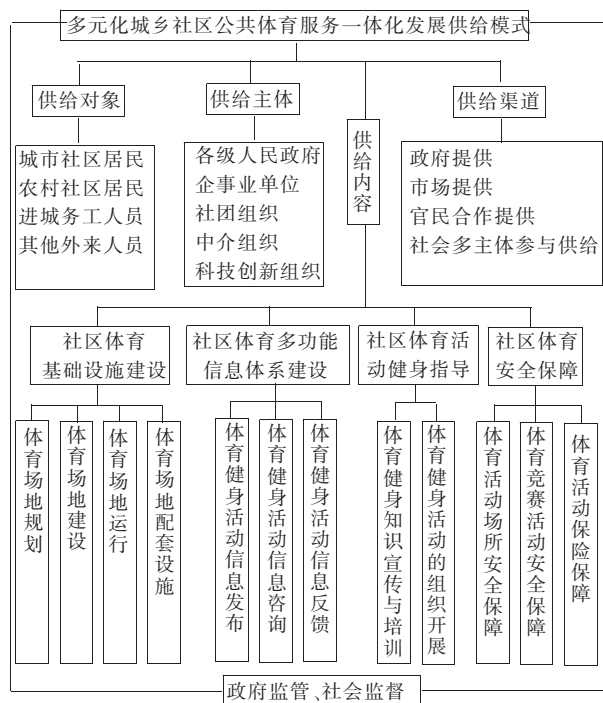 多元化城乡社区公共体育服务一体化发展供给模式
供给对象
供给主体
供给内容
供给渠道
城市社区居民
农村社区居民
进城务工人员
其他外来人员
各级人民政府
企事业单位
社团组织
中介组织
科技创新组织
政府提供
市场提供
官民合作提供
社会多主体参与供给
社区体育
基础设施建设
社区体育多功能
信息体系建设
社区体育活
动健身指导
社区体育
安全保障
体育场地规划
体育场地建设
体育场地运行
体育场地配套设施
体育健身活动信息发布
体育健身活动信息咨询
体育健身活动信息反馈
体育健身知识宣传与培训
体育健身活动的组织开展
体育活动场所安全保障
体育竞赛活动安全保障
体育活动保险保障
政府监管、社会监督